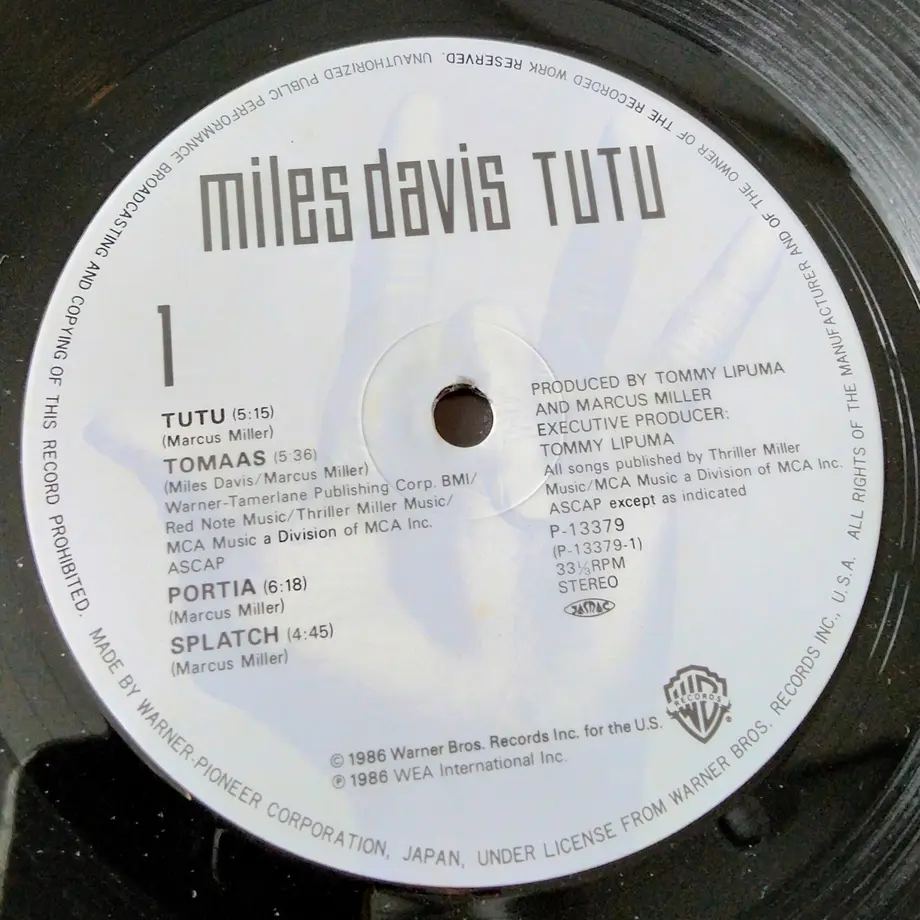 miles davis TUTU
1
TUTU (5:15)
(Marcus Miller)
TOMAAS (5:36)
(Miles Davis/Marcus Miller)
Warner-Tamerlane Publishing Corp. BMI/
Red Note Music/Thriller Miller Music/
MCA Music a Division of MCA Inc.
ASCAP
PORTIA (6:18)
(Marcus Miller)
SPLATCH (4:45)
(Marcus Miller)
PRODUCED BY TOMMY LIPUMA
AND MARCUS MILLER
EXECUTIVE PRODUCER:
TOMMY LIPUMA
All songs published by Thriller Miller
Music/MCA Music a Division of MCA Inc.
ASCAP except as indicated
P-13379
(P-13379-1)
33⅓RPM
STEREO
JASRAC
WB
RECORDS
®
© 1986 Warner Bros. Records Inc. for the U.S.
℗ 1986 WEA International Inc.
MADE BY WARNER-PIONEER CORPORATION, JAPAN, UNDER LICENSE FROM WARNER BROS. RECORDS INC., U.S.A. ALL RIGHTS OF THE MANUFACTURER AND OF THE OWNER OF THE RECORDED WORK RESERVED. UNAUTHORIZED PUBLIC PERFORMANCE BROADCASTING AND COPYING OF THIS RECORD PROHIBITED.